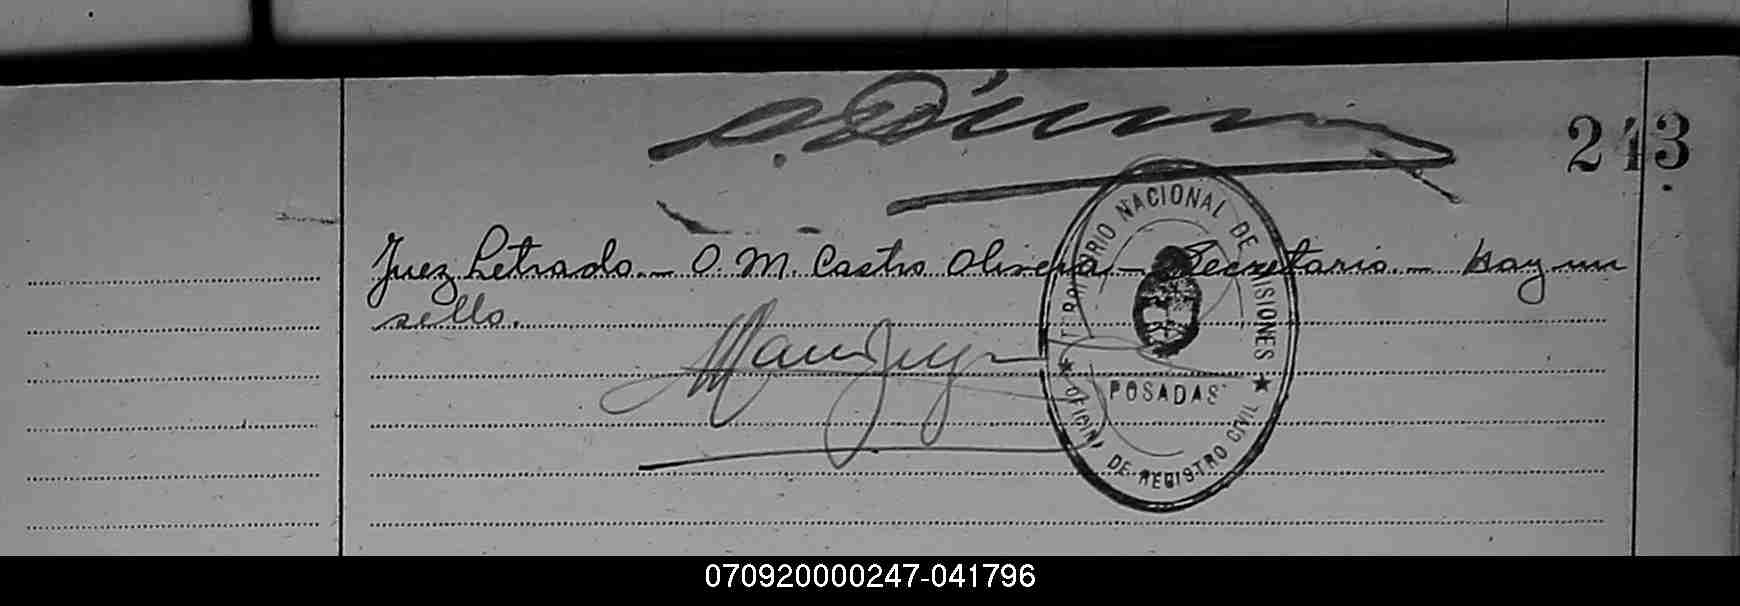 213
Juez Letrado.- O. M. Castro Olivera.- Secretario.- Hay un
sello.
TERRITORIO NACIONAL DE MISIONES
POSADAS
OFICINA DE REGISTRO CIVIL
070920000247-041796